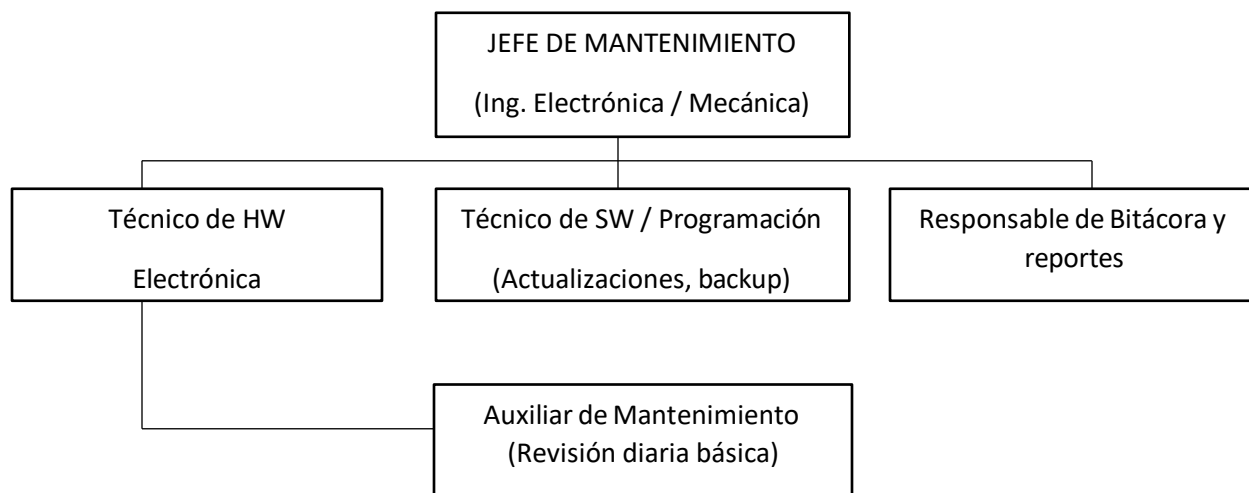 JEFE DE MANTENIMIENTO
(Ing. Electrónica / Mecánica)
Técnico de HW
Electrónica
Técnico de SW / Programación
(Actualizaciones, backup)
Responsable de Bitácora y
reportes
Auxiliar de Mantenimiento
(Revisión diaria básica)